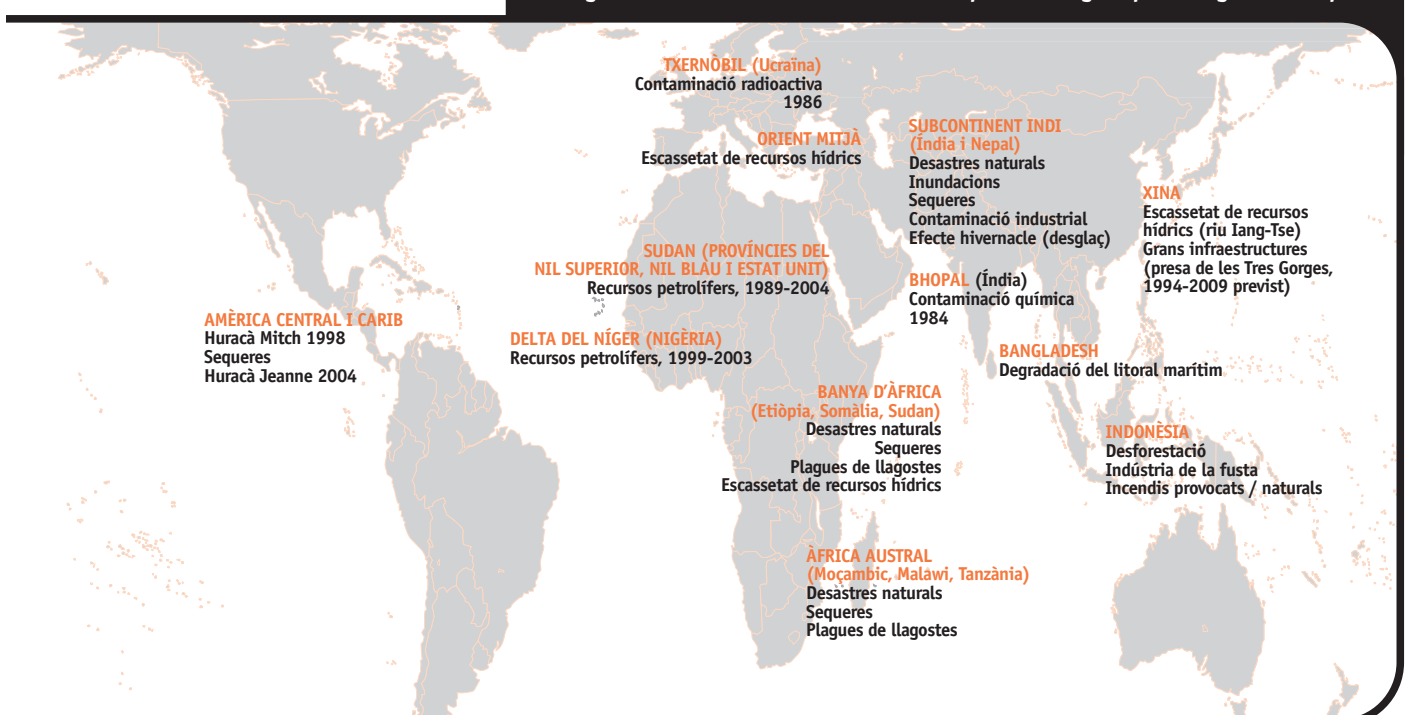 TXERNÒBIL (Ucraïna)
Contaminació radioactiva
1986
ORIENT MITJÀ
Escassetat de recursos hídrics
SUBCONTINENT INDI
(Índia i Nepal)
Desastres naturals
Inundacions
Sequeres
Contaminació industrial
Efecte hivernacle (desglaç)
XINA
Escassetat de recursos
hídrics (riu Iang-Tse)
Grans infraestructures
(presa de les Tres Gorges,
1994-2009 previst)
SUDAN (PROVÍNCIES DEL
NIL SUPERIOR, NIL BLÀU I ESTAT UNIT)
Recursos petrolífers, 1989-2004
BHOPAL (Índia)
Contaminació química
1984
AMÈRICA CENTRAL I CARIB
Huracà Mitch 1998
Sequeres
Huracà Jeanne 2004
DELTA DEL NÍGER (NIGÈRIA)
Recursos petrolífers, 1999-2003
BANGLADESH
Degradació del litoral marítim
BANYA D'ÀFRICA
(Etiòpia, Somàlia, Sudan)
Desastres naturals
Sequeres
Plagues de llagostes
Escassetat de recursos hídrics
INDONÈSIA
Desforestació
Indústria de la fusta
Incendis provocats / naturals
ÀFRICA AUSTRAL
(Moçambic, Malawi, Tanzània)
Desastres naturals
Sequeres
Plagues de llagostes